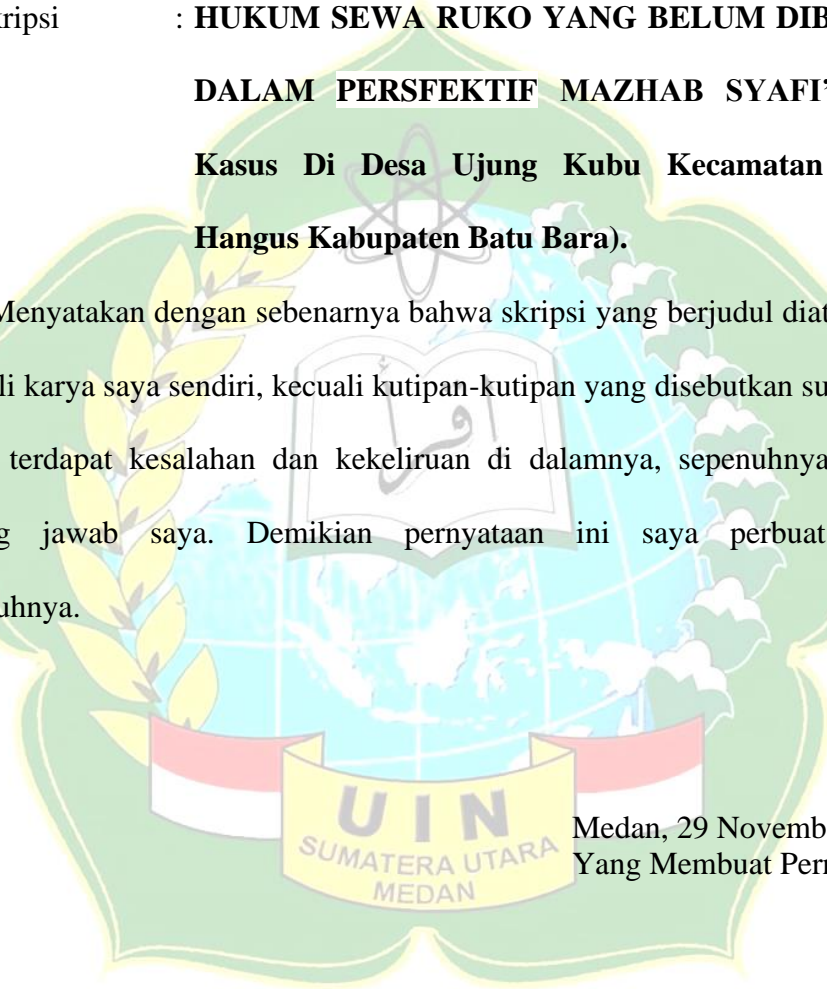 kripsi : HUKUM SEWA RUKO YANG BELUM DIB
DALAM PERSFEKTIF MAZHAB SYAFI'
Kasus Di Desa Ujung Kubu Kecamatan
Hangus Kabupaten Batu Bara).
Menyatakan dengan sebenarnya bahwa skripsi yang berjudul diat
li karya saya sendiri, kecuali kutipan-kutipan yang disebutkan su
terdapat kesalahan dan kekeliruan di dalamnya, sepenuhnya
g jawab saya. Demikian pernyataan ini saya perbuat
uhnya.
اقرأ
Medan, 29 Novemb
Yang Membuat Pern
UIN
SUMATERA UTARA
MEDAN